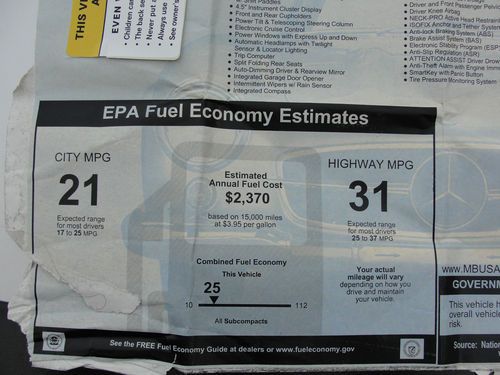 THIS V
EVEN
Children can
The back se
Never put a
Always use s
See owner's
4.5" Instrument Cluster Display
Front and Rear Cupholders
Power Tilt & Telescoping Steering Column
Electronic Cruise Control
Power Windows with Express Up and Down
Automatic Headlamps with Twilight
Sensor & Locator Lighting
Trip Computer
Split Folding Rear Seats
Auto-Dimming Driver & Rearview Mirror
Integrated Garage Door Opener
Intermittent Wipers w/ Rain Sensor
Integrated Compass
Driver and Front Passenger Pelvic
Driver Knee Airbag
NECK-PRO Active Head Restraints
ISOFIX Anchor and Tether System
Anti-lock Braking System (ABS)
Brake Assist System (BAS)
Electronic Stability Program (ESP
Anti-Slip Regulation (ASR)
ATTENTION ASSIST Driver Drow
Anti-Theft Alarm with Engine Immo
SmartKey with Panic Button
Tire Pressure Monitoring System
EPA Fuel Economy Estimates
CITY MPG
21
Expected range
for most drivers
17 to 25 MPG
Estimated
Annual Fuel Cost
$2,370
based on 15,000 miles
at $3.95 per gallon
HIGHWAY MPG
31
Expected range
for most drivers
25 to 37 MPG
Combined Fuel Economy
This Vehicle
25
10 112
All Subcompacts
Your actual
mileage will vary
depending on how you
drive and maintain
your vehicle.
See the FREE Fuel Economy Guide at dealers or www.fueleconomy.gov
www.MBUSA
GOVERNM
This vehicle h
overall vehicle
risk.
Source: Nation